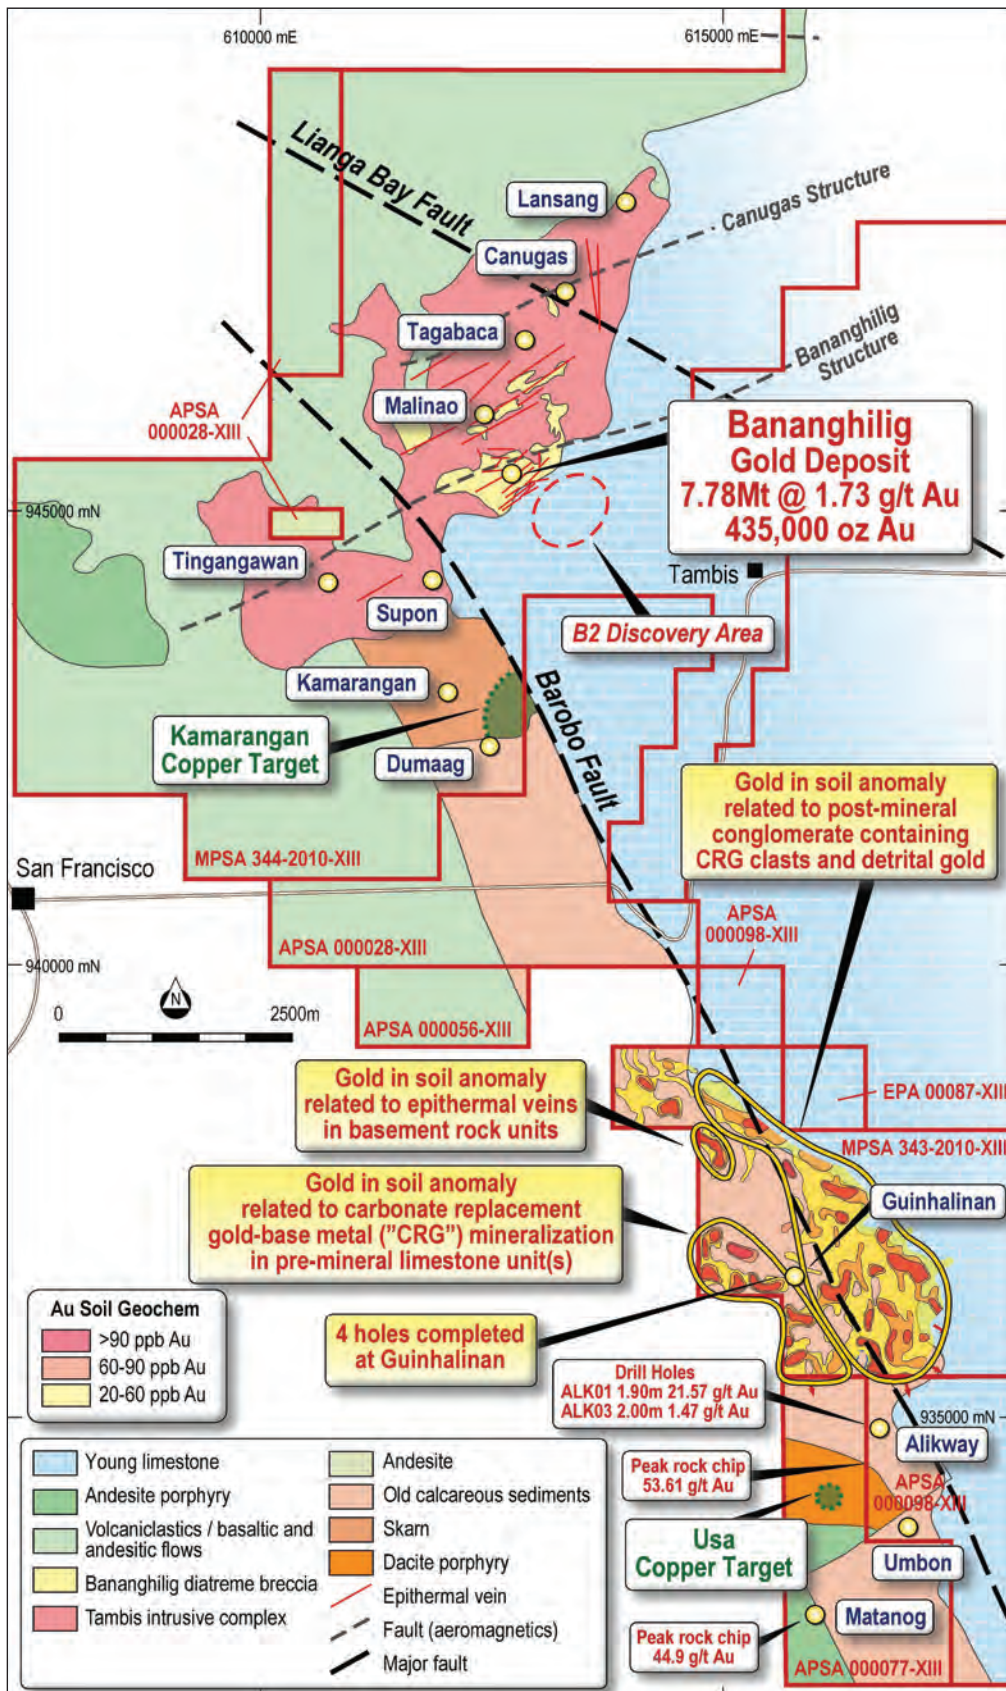 610000 mE
615000 mE
Lianga Bay Fault
Lansang
Canugas Structure
Canugas
Tagabaca
Bananghilig
Structure
APSA
000028-XIII
Malinao
Bananghilig
Gold Deposit
7.78Mt @ 1.73 g/t Au
435,000 oz Au
945000 mN
Tingangawan
Tambis
Supon
B2 Discovery Area
Kamarangan
Barobo Fault
Kamarangan
Copper Target
Dumaag
Gold in soil anomaly
related to post-mineral
conglomerate containing
CRG clasts and detrital gold
MPSA 344-2010-XIII
San Francisco
APSA
000098-XIII
APSA 000028-XIII
940000 mN
N
0
2500m
APSA 000056-XIII
Gold in soil anomaly
related to epithermal veins
in basement rock units
EPA 00087-XIII
MPSA 343-2010-XIII
Gold in soil anomaly
related to carbonate replacement
gold-base metal ("CRG") mineralization
in pre-mineral limestone unit(s)
Guinhalinan
Au Soil Geochem
>90 ppb Au
60-90 ppb Au
20-60 ppb Au
4 holes completed
at Guinhalinan
Drill Holes
ALK01 1.90m 21.57 g/t Au
ALK03 2.00m 1.47 g/t Au
935000 mN
Alikway
Peak rock chip
53.61 g/t Au
APSA
000098-XIII
Usa
Copper Target
Umbon
Matanog
Peak rock chip
44.9 g/t Au
APSA 000077-XIII
Young limestone
Andesite porphyry
Volcaniclastics / basaltic and
andesitic flows
Bananghilig diatreme breccia
Tambis intrusive complex
Andesite
Old calcareous sediments
Skarn
Dacite porphyry
Epithermal vein
Fault (aeromagnetics)
Major fault